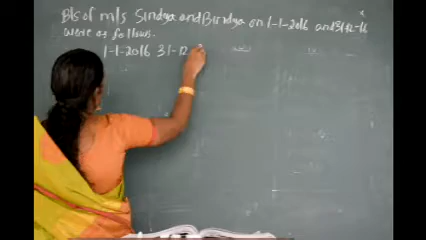 B/s of m/s Sindya and Bindya on 1-1-2016 and 31-12-16
were as follows.
1-1-2016 31-12